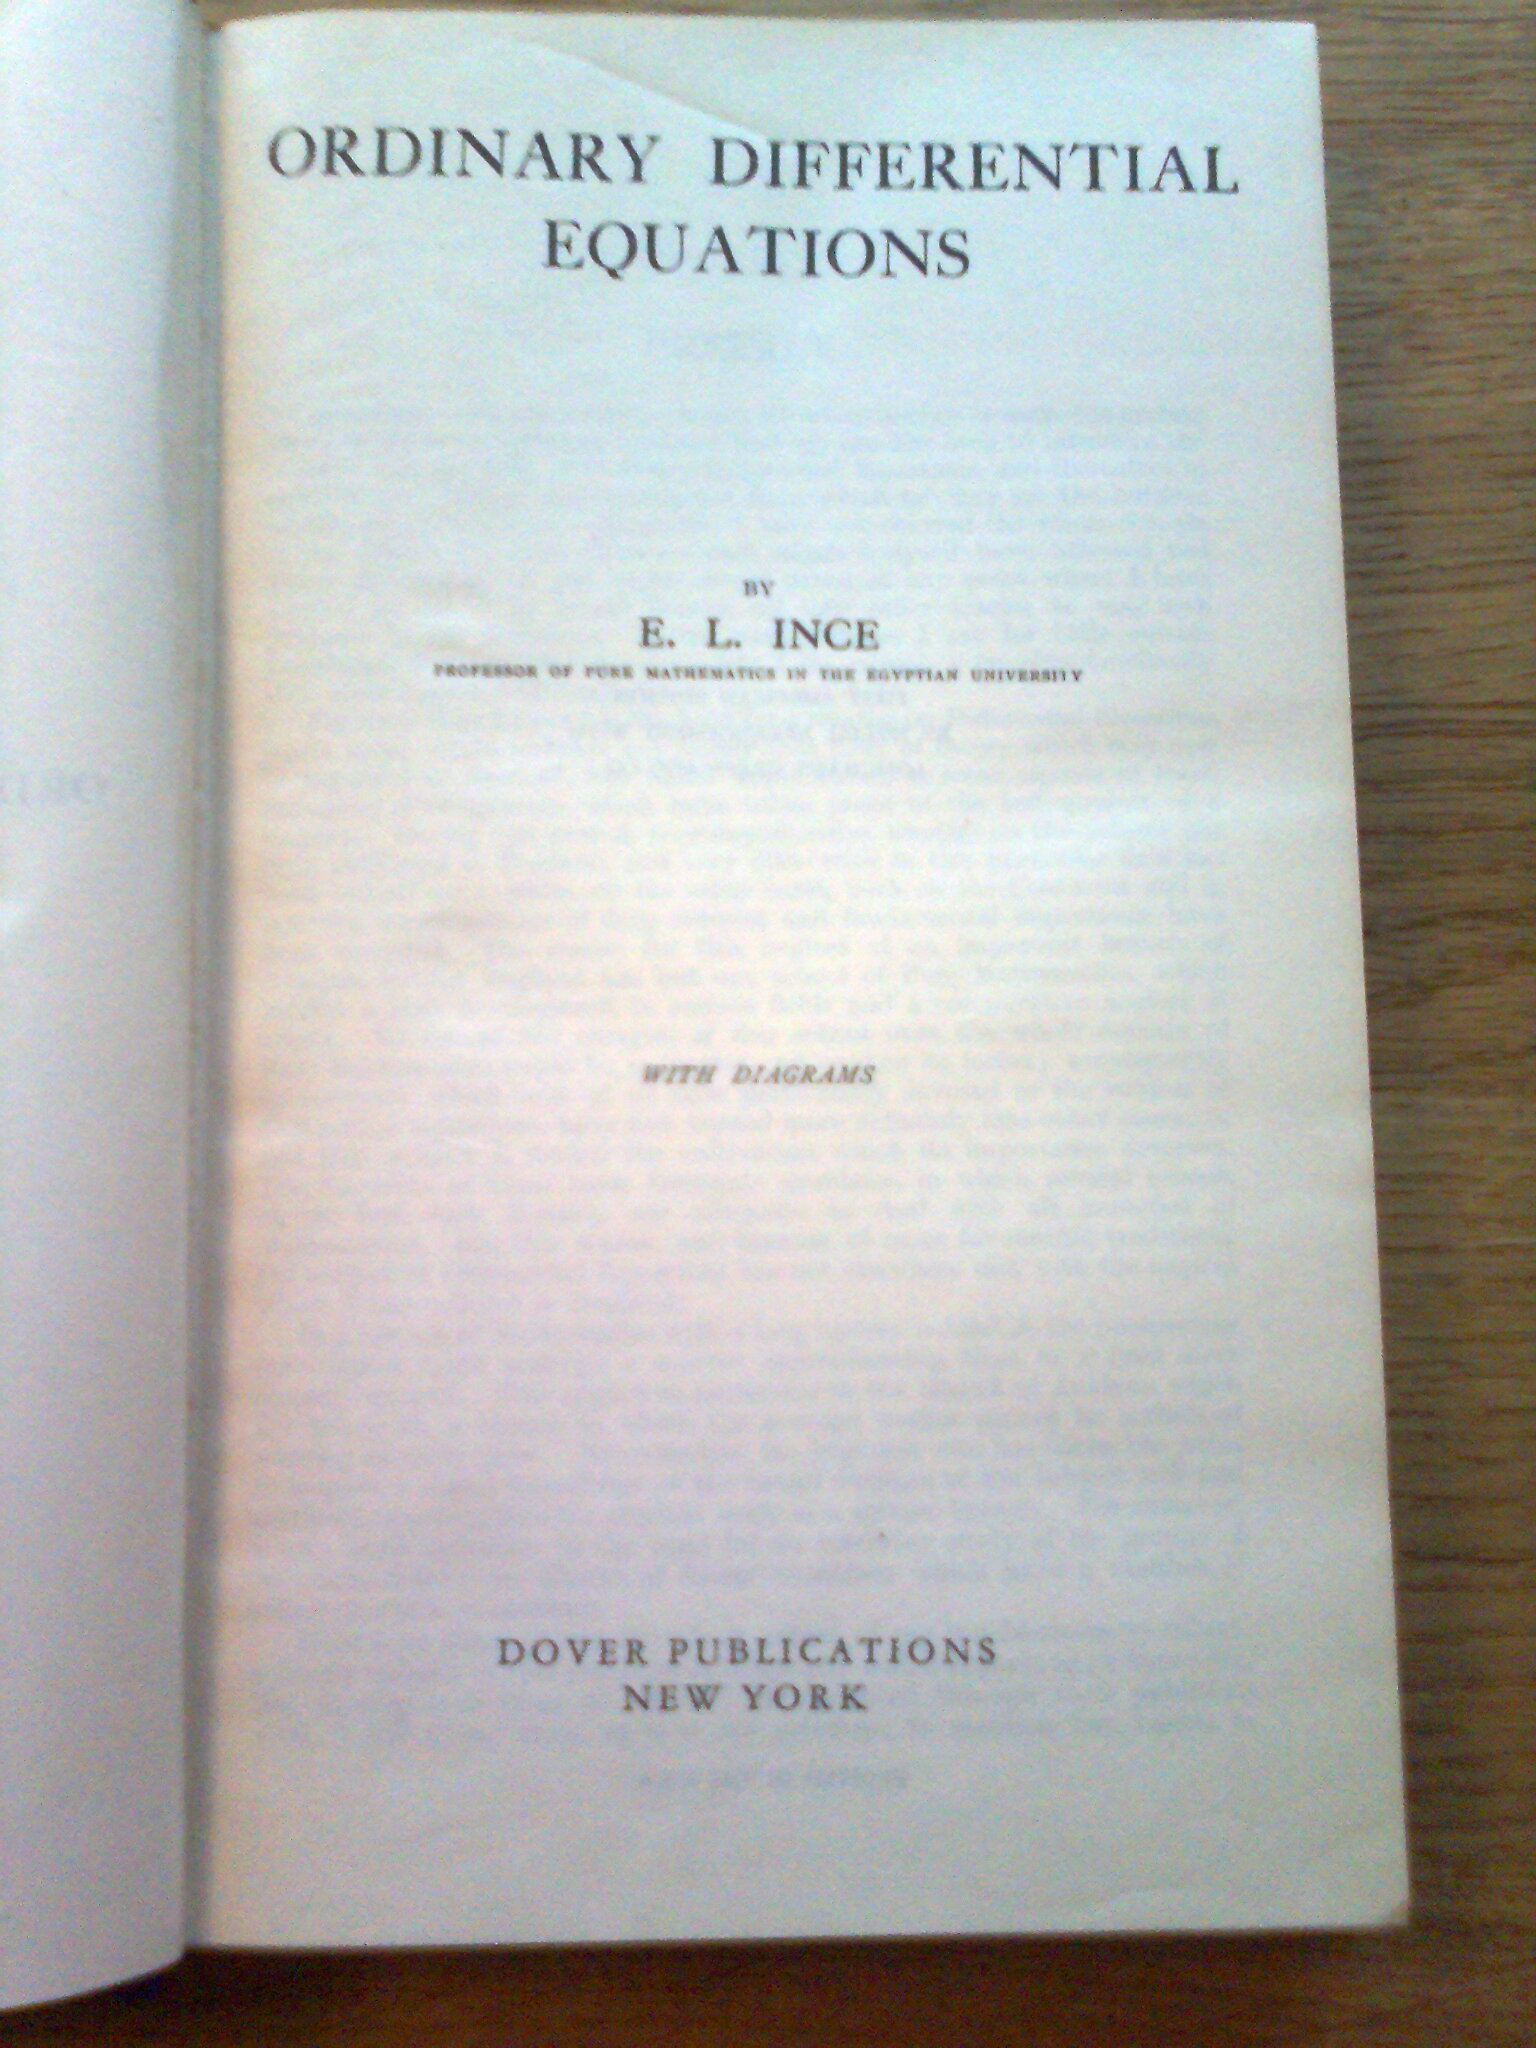 ORDINARY DIFFERENTIAL
EQUATIONS
BY
E. L. INCE
PROFESSOR OF PURE MATHEMATICS IN THE EGYPTIAN UNIVERSITY
WITH DIAGRAMS
DOVER PUBLICATIONS
NEW YORK